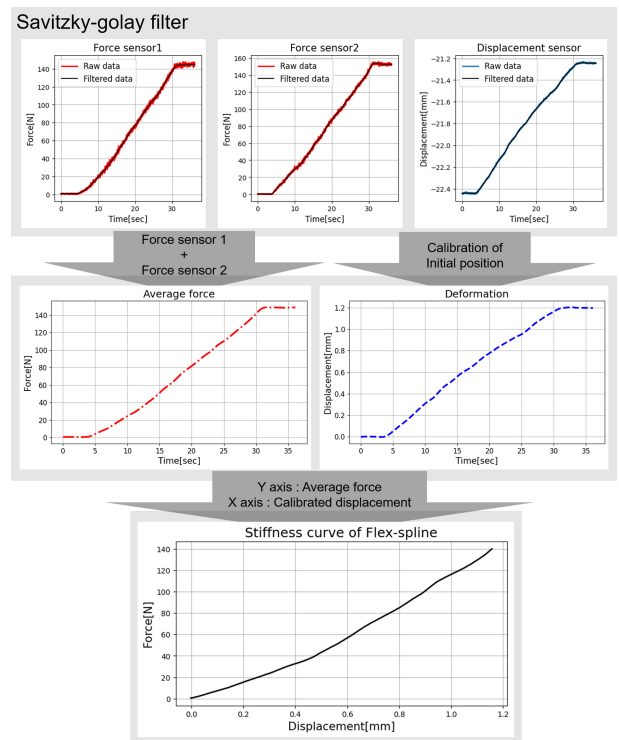 Savitzky-golay filter
Force sensor1
Raw data
Filtered data
Force[N]
140
120
100
80
60
40
20
0
0 10 20 30
Time[sec]
Force sensor2
Raw data
Filtered data
Force[N]
160
140
120
100
80
60
40
20
0
0 10 20 30
Time[sec]
Displacement sensor
Raw data
Filtered data
Displacement[mm]
−21.2
−21.4
−21.6
−21.8
−22.0
−22.2
−22.4
0 10 20 30
Time[sec]
Force sensor 1
+
Force sensor 2
Calibration of
Initial position
Average force
Force[N]
140
120
100
80
60
40
20
0
0 5 10 15 20 25 30 35
Time[sec]
Deformation
Displacement[mm]
1.2
1.0
0.8
0.6
0.4
0.2
0.0
0 5 10 15 20 25 30 35
Time[sec]
Y axis : Average force
X axis : Calibrated displacement
Stiffness curve of Flex-spline
Force[N]
140
120
100
80
60
40
20
0
0.0 0.2 0.4 0.6 0.8 1.0 1.2
Displacement[mm]